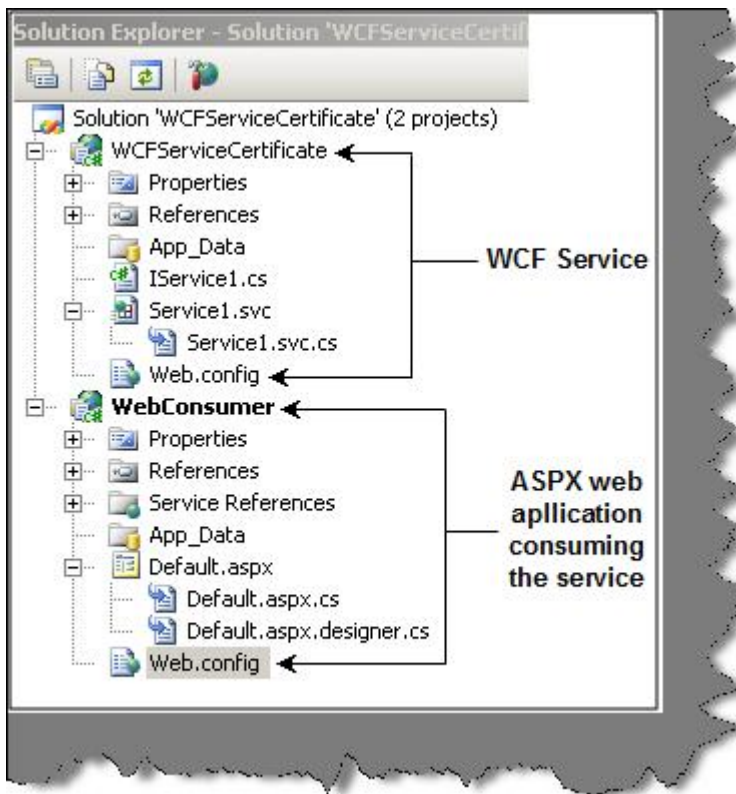 Solution Explorer - Solution 'WCFServiceCertif
Solution 'WCFServiceCertificate' (2 projects)
WCFServiceCertificate
Properties
References
App_Data
IService1.cs
Service1.svc
Service1.svc.cs
Web.config
WCF Service
WebConsumer
Properties
References
Service References
App_Data
Default.aspx
Default.aspx.cs
Default.aspx.designer.cs
Web.config
ASPX web
apllication
consuming
the service